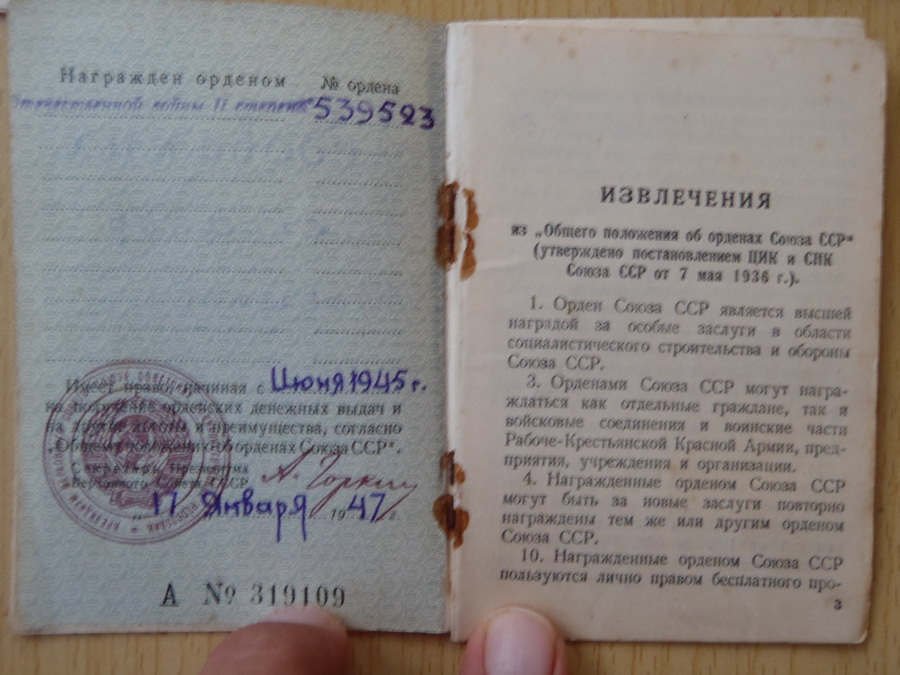 Награжден орденом № ордена
Отечественной войны II степени 539523
Имеет право, начиная с Июня 1945 г.
на получение орденских денежных выдач и
на другие льготы и преимущества, согласно
„Общему положению об орденах Союза ССР“.
Секретарь Президиума
Верховного Совета СССР А. Горкин
„17 Января 1947 г.
А № 319109
ИЗВЛЕЧЕНИЯ
из „Общего положения об орденах Союза ССР“
(утверждено постановлением ЦИК и СНК
Союза ССР от 7 мая 1936 г.).
1. Орден Союза ССР является высшей
наградой за особые заслуги в области
социалистического строительства и обороны
Союза ССР.
3. Орденами Союза ССР могут награ-
ждаться как отдельные граждане, так и
войсковые соединения и воинские части
Рабоче-Крестьянской Красной Армии, пред-
приятия, учреждения и организации.
4. Награжденные орденом Союза ССР
могут быть за новые заслуги повторно
награждены тем же или другим орденом
Союза ССР.
10. Награжденные орденом Союза ССР
пользуются лично правом бесплатного про-
3